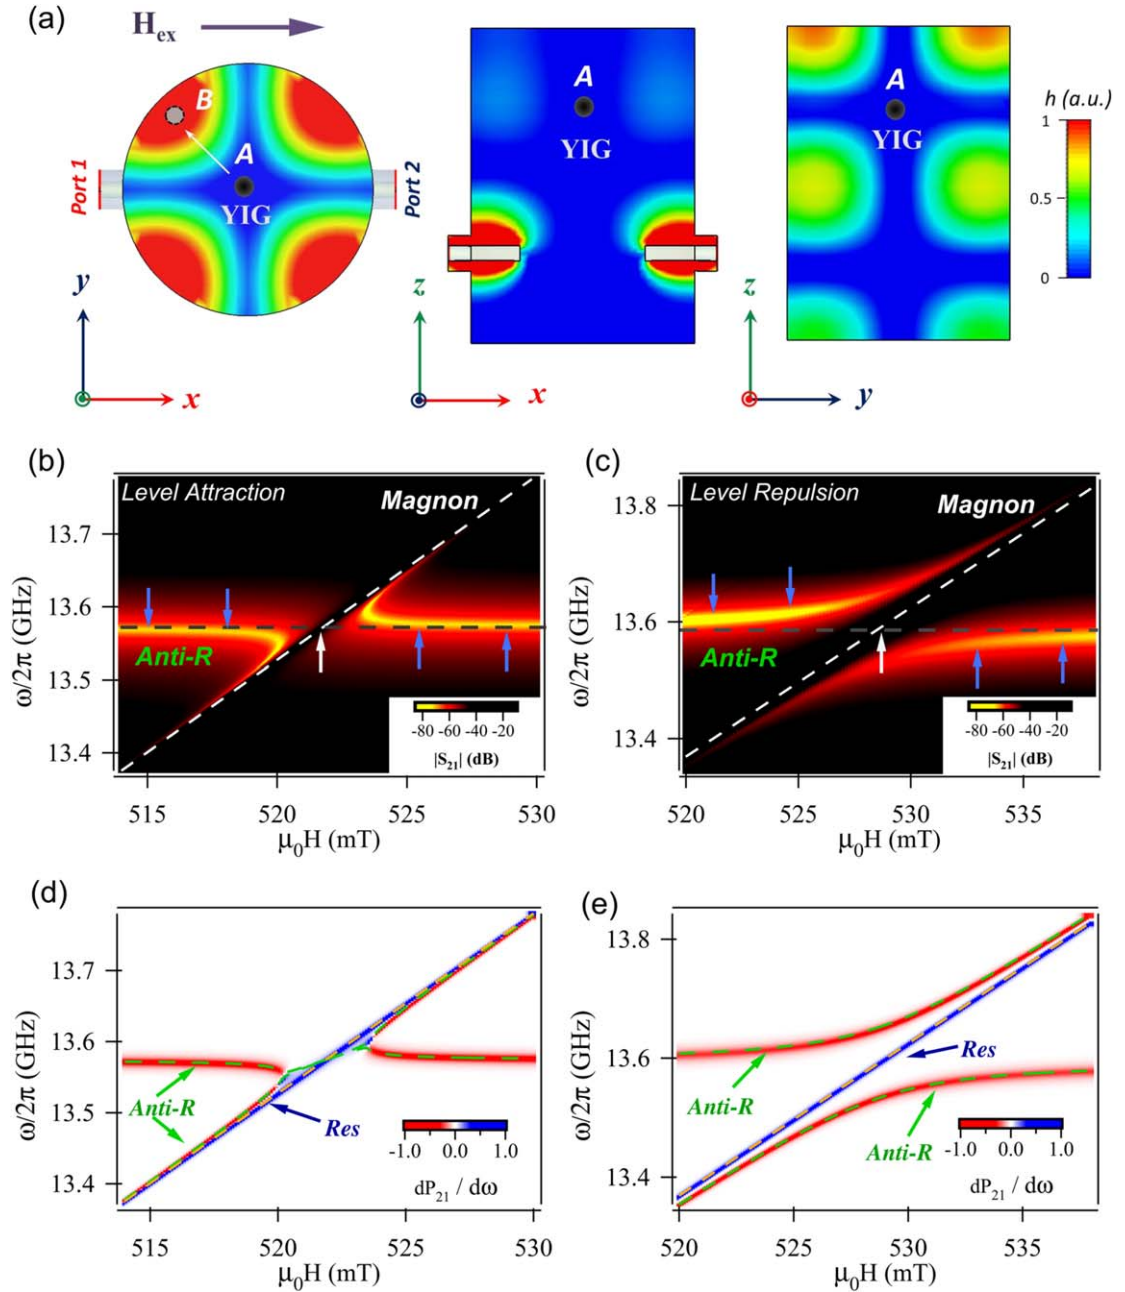 (a)
H_ex
B
A
YIG
Port 1
Port 2
y
x
A
YIG
z
x
A
YIG
z
y
h (a.u.)
1
0.5
0
(b)
Level Attraction
Magnon
Anti-R
-80 -60 -40 -20
|S21| (dB)
13.7
13.6
13.5
13.4
ω/2π (GHz)
515 520 525 530
μ0H (mT)
(c)
Level Repulsion
Magnon
Anti-R
-80 -60 -40 -20
|S21| (dB)
13.8
13.6
13.4
ω/2π (GHz)
520 525 530 535
μ0H (mT)
(d)
Anti-R
Res
-1.0 0.0 1.0
dP21 / dω
13.7
13.6
13.5
13.4
ω/2π (GHz)
515 520 525 530
μ0H (mT)
(e)
Res
Anti-R
Anti-R
-1.0 0.0 1.0
dP21 / dω
13.8
13.6
13.4
ω/2π (GHz)
520 525 530 535
μ0H (mT)